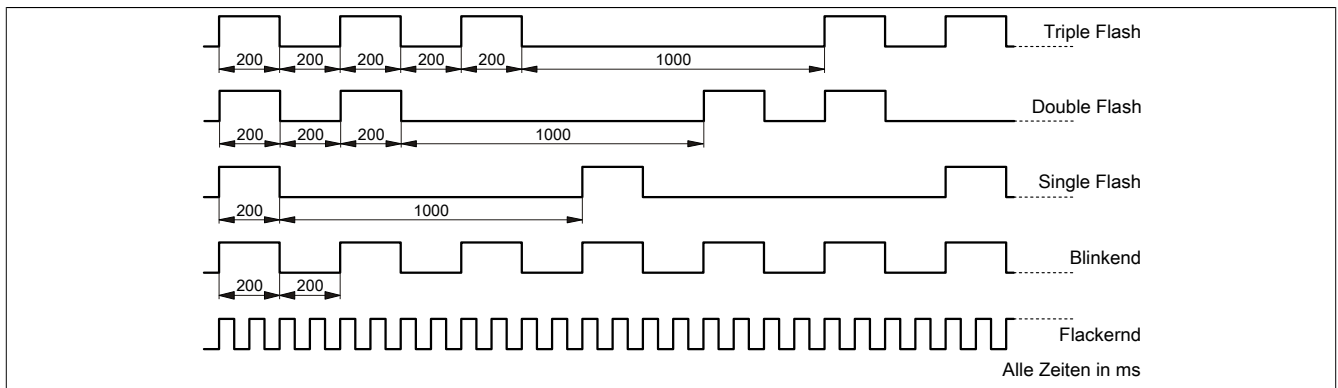 Triple Flash
200 200 200 200 200 1000
Double Flash
200 200 200 1000
Single Flash
200 1000
Blinkend
200 200
Flackernd
Alle Zeiten in ms